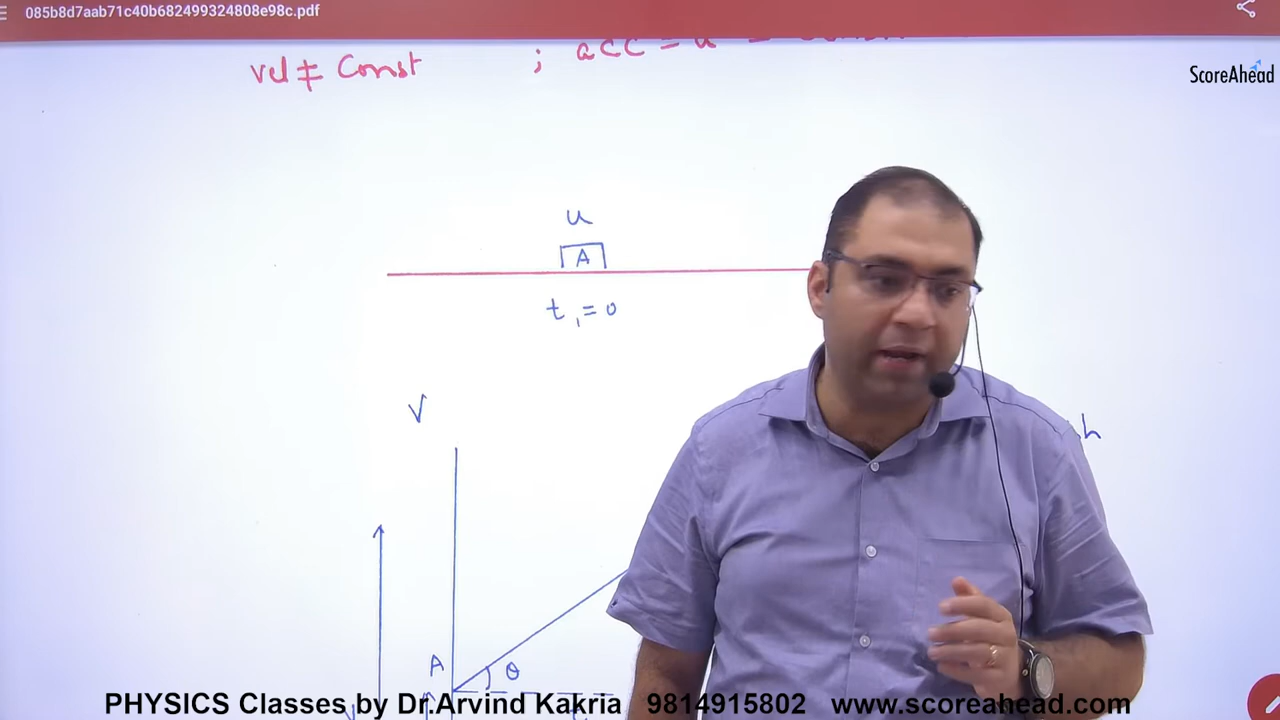 085b8d7aab71c40b682499324808e98c.pdf
vel ≠ Const ; acc =
ScoreAhead
u
A
t₁ = 0
V
h
A θ
PHYSICS Classes by Dr.Arvind Kakria 9814915802 www.scoreahead.com